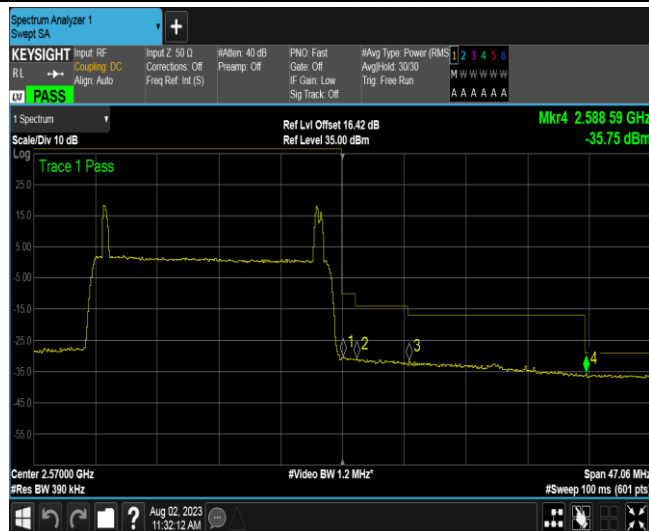 Spectrum Analyzer 1
Swept SA
+
KEYSIGHT
RL
LXI PASS
Input: RF
Coupling: DC
Align: Auto
Input Z: 50 Ω
Corrections: Off
Freq Ref: Int (S)
#Atten: 40 dB
Preamp: Off
PNO: Fast
Gate: Off
IF Gain: Low
Sig Track: Off
#Avg Type: Power (RMS
Avg|Hold: 30/30
Trig: Free Run
1 2 3 4 5 6
M W W W W W
A A A A A A
1 Spectrum
Scale/Div 10 dB
Log
Ref Lvl Offset 16.42 dB
Ref Level 35.00 dBm
Mkr4 2.588 59 GHz
-35.75 dBm
Trace 1 Pass
25.0
15.0
5.00
-5.00
-15.0
-25.0
-35.0
-45.0
-55.0
1
2
3
4
Center 2.57000 GHz
#Res BW 390 kHz
#Video BW 1.2 MHz*
Span 47.06 MHz
#Sweep 100 ms (601 pts)
?
Aug 02, 2023
11:32:12 AM